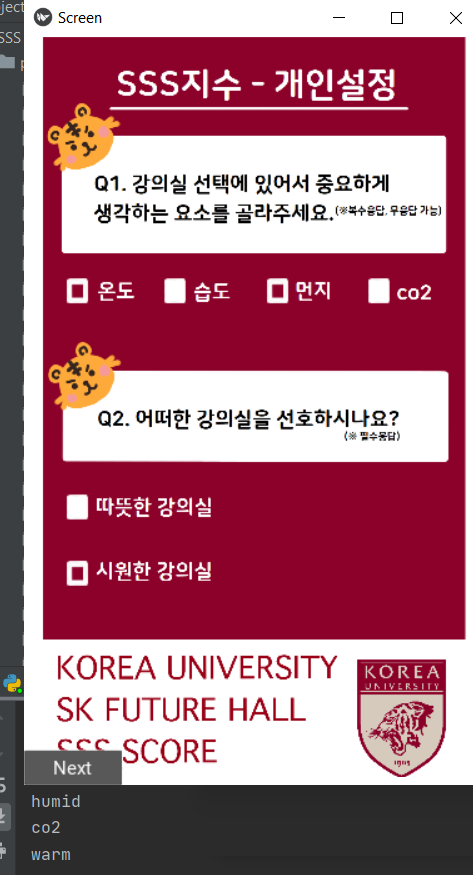 Screen
SSS
SSS지수 - 개인설정
Q1. 강의실 선택에 있어서 중요하게
생각하는 요소를 골라주세요.(※복수응답, 무응답 가능)
온도 습도 먼지 co2
Q2. 어떠한 강의실을 선호하시나요?
(※ 필수응답)
따뜻한 강의실
시원한 강의실
KOREA UNIVERSITY
SK FUTURE HALL
SSS SCORE
KOREA
UNIVERSITY
1905
Next
humid
co2
warm